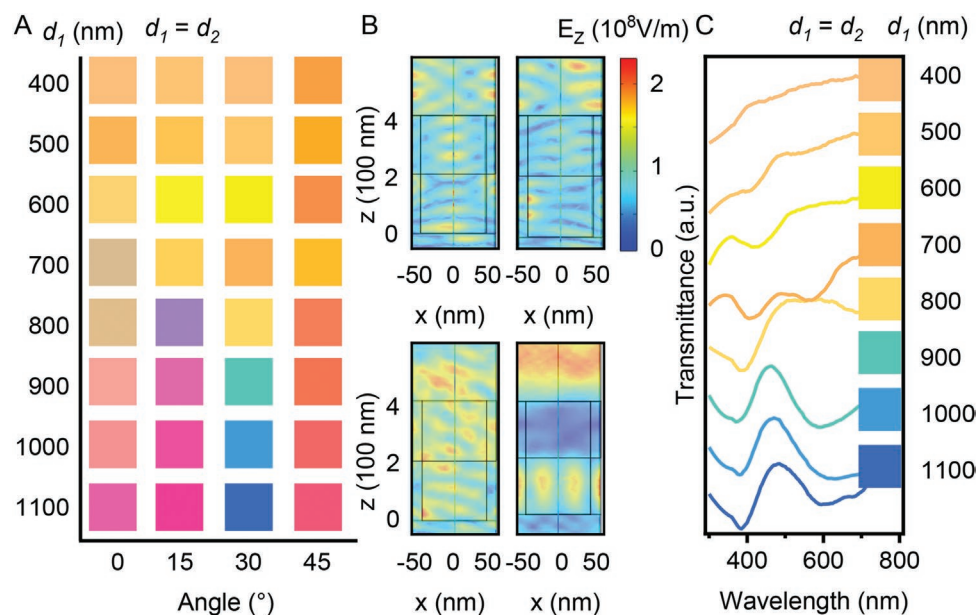 A d₁ (nm) d₁ = d₂
400
500
600
700
800
900
1000
1100
0 15 30 45
Angle (°)
B E_Z (10⁸V/m)
2
1
0
z (100 nm)
4
2
0
-50 0 50 -50 0 50
x (nm) x (nm)
z (100 nm)
4
2
0
-50 0 50 -50 0 50
x (nm) x (nm)
C d₁ = d₂ d₁ (nm)
Transmittance (a.u.)
400
500
600
700
800
900
1000
1100
400 600 800
Wavelength (nm)